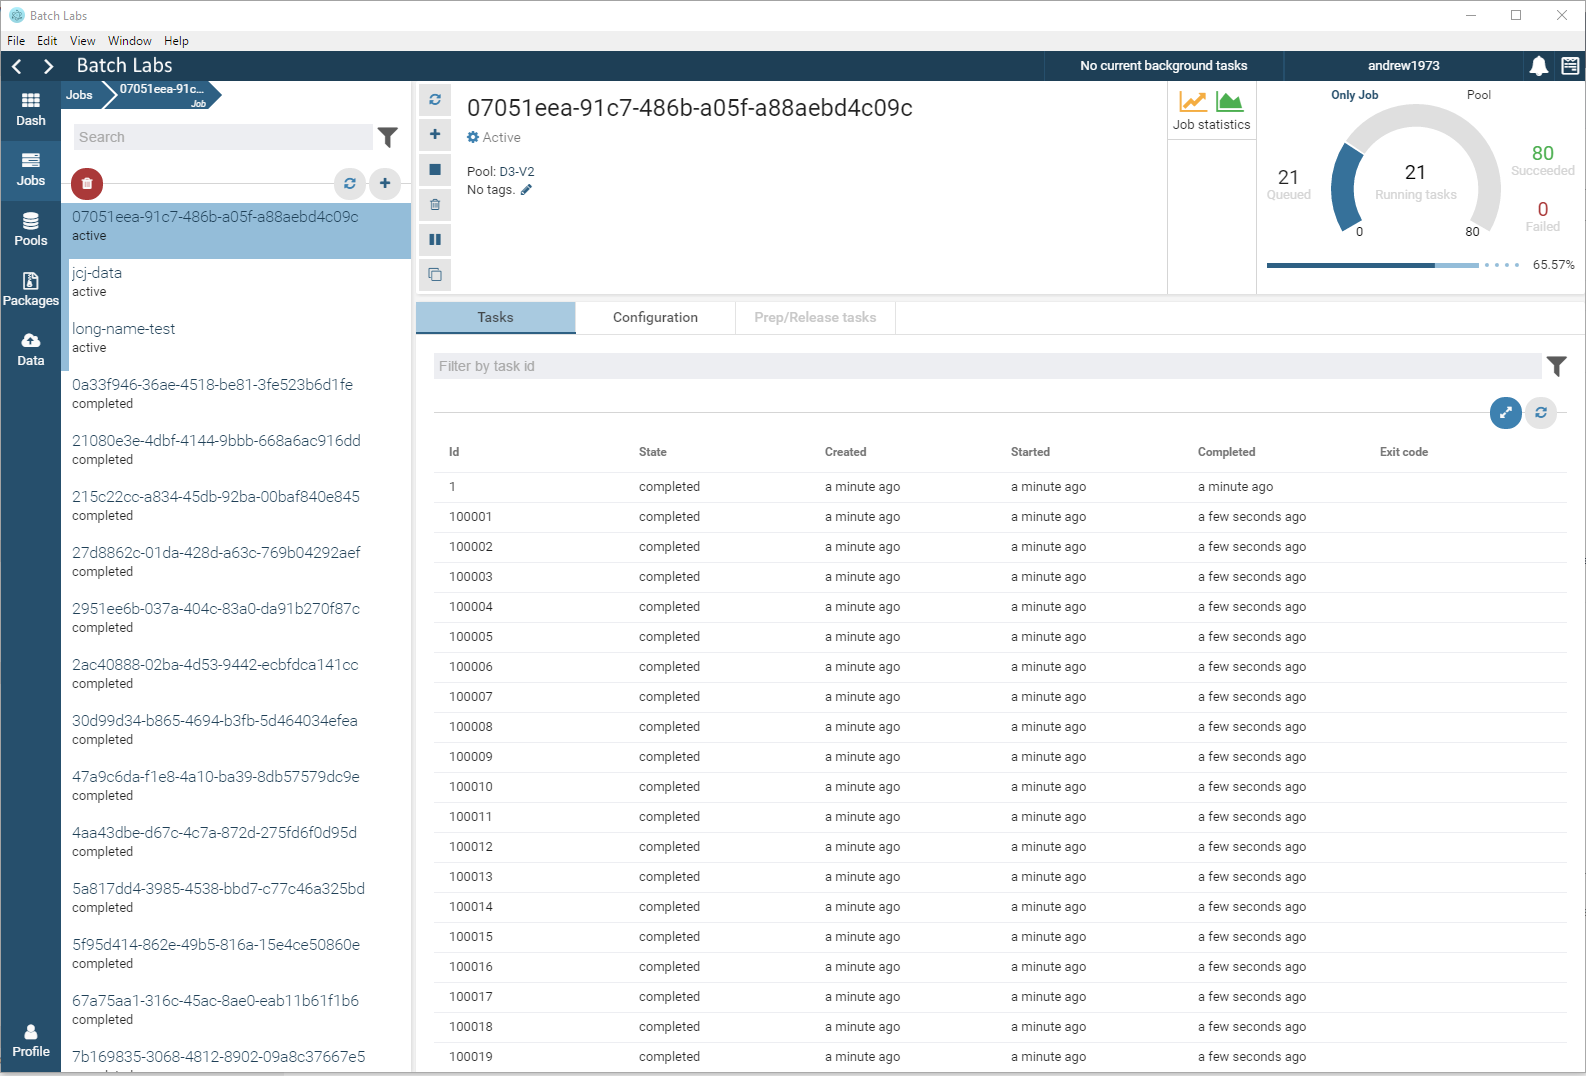 Batch Labs
File Edit View Window Help
Batch Labs
No current background tasks
andrew1973
Dash
Jobs
Pools
Packages
Data
Profile
Jobs
07051eea-91c...
Job
Search
07051eea-91c7-486b-a05f-a88aebd4c09c
active
jcj-data
active
long-name-test
active
0a33f946-36ae-4518-be81-3fe523b6d1fe
completed
21080e3e-4dbf-4144-9bbb-668a6ac916dd
completed
215c22cc-a834-45db-92ba-00baf840e845
completed
27d8862c-01da-428d-a63c-769b04292aef
completed
2951ee6b-037a-404c-83a0-da91b270f87c
completed
2ac40888-02ba-4d53-9442-ecbfdca141cc
completed
30d99d34-b865-4694-b3fb-5d464034efea
completed
47a9c6da-f1e8-4a10-ba39-8db57579dc9e
completed
4aa43dbe-d67c-4c7a-872d-275fd6f0d95d
completed
5a817dd4-3985-4538-bbd7-c77c46a325bd
completed
5f95d414-862e-49b5-816a-15e4ce50860e
completed
67a75aa1-316c-45ac-8ae0-eab11b61f1b6
completed
7b169835-3068-4812-8902-09a8c37667e5
07051eea-91c7-486b-a05f-a88aebd4c09c
Active
Pool: D3-V2
No tags.
Job statistics
Only Job
Pool
21
Queued
21
Running tasks
0
80
80
Succeeded
0
Failed
65.57%
Tasks Configuration Prep/Release tasks
Filter by task id
Id State Created Started Completed Exit code
1 completed a minute ago a minute ago a minute ago
100001 completed a minute ago a minute ago a few seconds ago
100002 completed a minute ago a minute ago a few seconds ago
100003 completed a minute ago a minute ago a few seconds ago
100004 completed a minute ago a minute ago a few seconds ago
100005 completed a minute ago a minute ago a few seconds ago
100006 completed a minute ago a minute ago a few seconds ago
100007 completed a minute ago a minute ago a few seconds ago
100008 completed a minute ago a minute ago a few seconds ago
100009 completed a minute ago a minute ago a few seconds ago
100010 completed a minute ago a minute ago a few seconds ago
100011 completed a minute ago a minute ago a few seconds ago
100012 completed a minute ago a minute ago a few seconds ago
100013 completed a minute ago a minute ago a few seconds ago
100014 completed a minute ago a minute ago a few seconds ago
100015 completed a minute ago a minute ago a few seconds ago
100016 completed a minute ago a minute ago a few seconds ago
100017 completed a minute ago a minute ago a few seconds ago
100018 completed a minute ago a minute ago a few seconds ago
100019 completed a minute ago a minute ago a few seconds ago